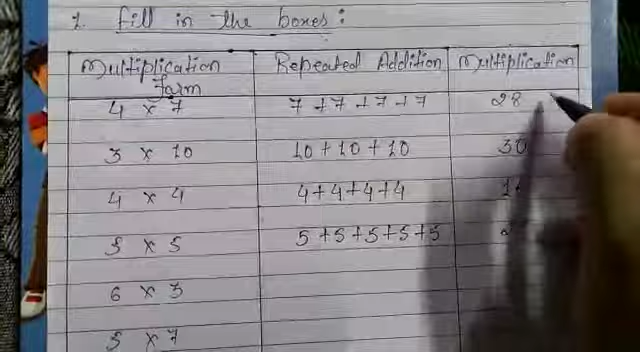 1. Fill in the boxes:
Multiplication Farm Repeated Addition Multiplication
4 x 7 7+7+7+7 28
3 x 10 10+10+10 30
4 x 4 4+4+4+4
5 x 5 5+5+5+5+5
6 x 3
5 x 7